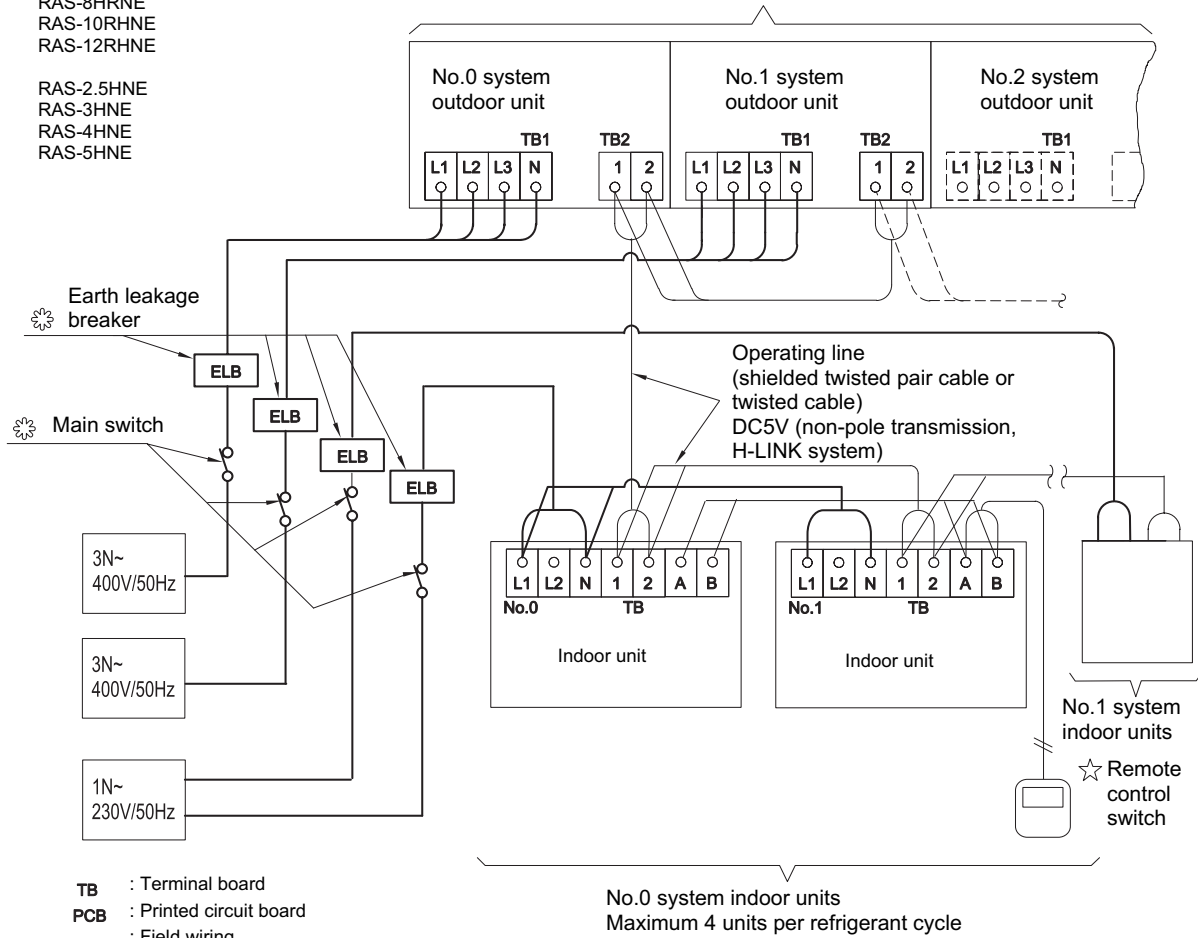 RAS-8HRNE
RAS-10RHNE
RAS-12RHNE
RAS-2.5HNE
RAS-3HNE
RAS-4HNE
RAS-5HNE
No.0 system
outdoor unit
TB1
L1 L2 L3 N
TB2
1 2
No.1 system
outdoor unit
TB1
L1 L2 L3 N
TB2
1 2
No.2 system
outdoor unit
TB1
L1 L2 L3 N
Earth leakage
breaker
ELB
ELB
ELB
ELB
Main switch
Operating line
(shielded twisted pair cable or
twisted cable)
DC5V (non-pole transmission,
H-LINK system)
3N~
400V/50Hz
3N~
400V/50Hz
1N~
230V/50Hz
L1 L2 N 1 2 A B
No.0 TB
Indoor unit
L1 L2 N 1 2 A B
No.1 TB
Indoor unit
No.1 system
indoor units
Remote
control
switch
No.0 system indoor units
Maximum 4 units per refrigerant cycle
TB : Terminal board
PCB : Printed circuit board
: Field wiring